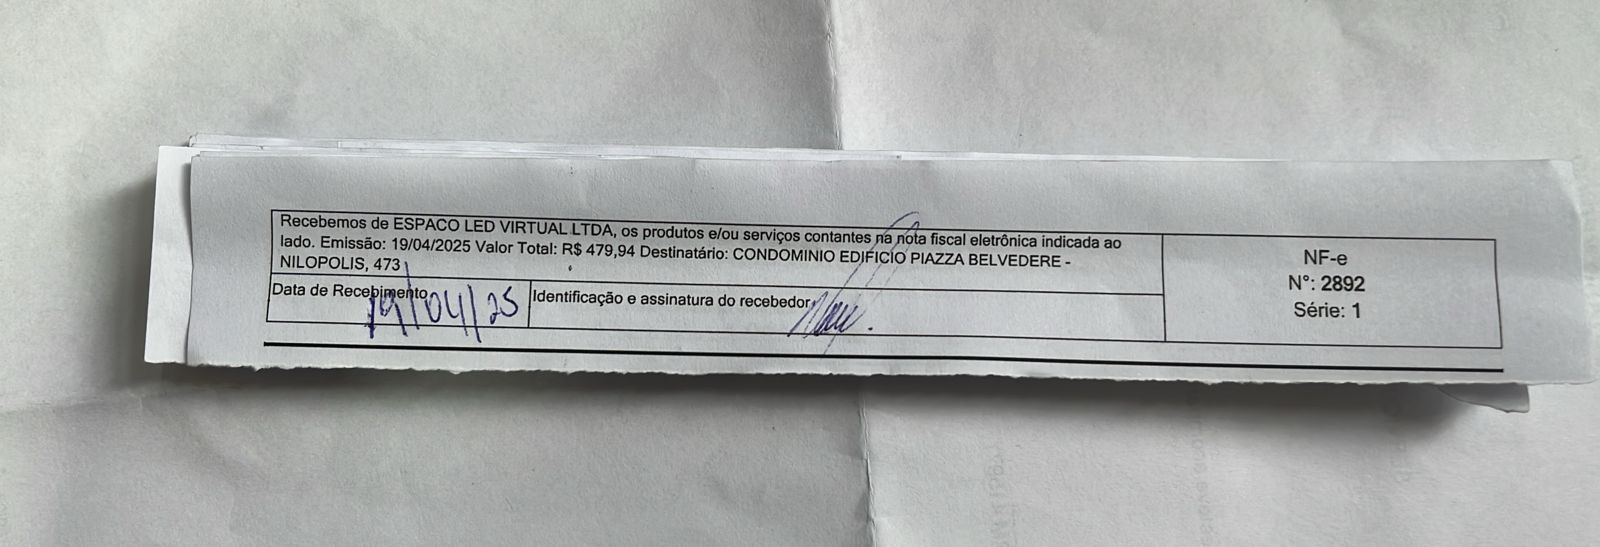 Recebemos de ESPACO LED VIRTUAL LTDA, os produtos e/ou serviços contantes na nota fiscal eletrônica indicada ao
lado. Emissão: 19/04/2025 Valor Total: R$ 479,94 Destinatário: CONDOMINIO EDIFICIO PIAZZA BELVEDERE -
NILOPOLIS, 473
Data de Recebimento
19/04/25
Identificação e assinatura do recebedor
NF-e
N°: 2892
Série: 1